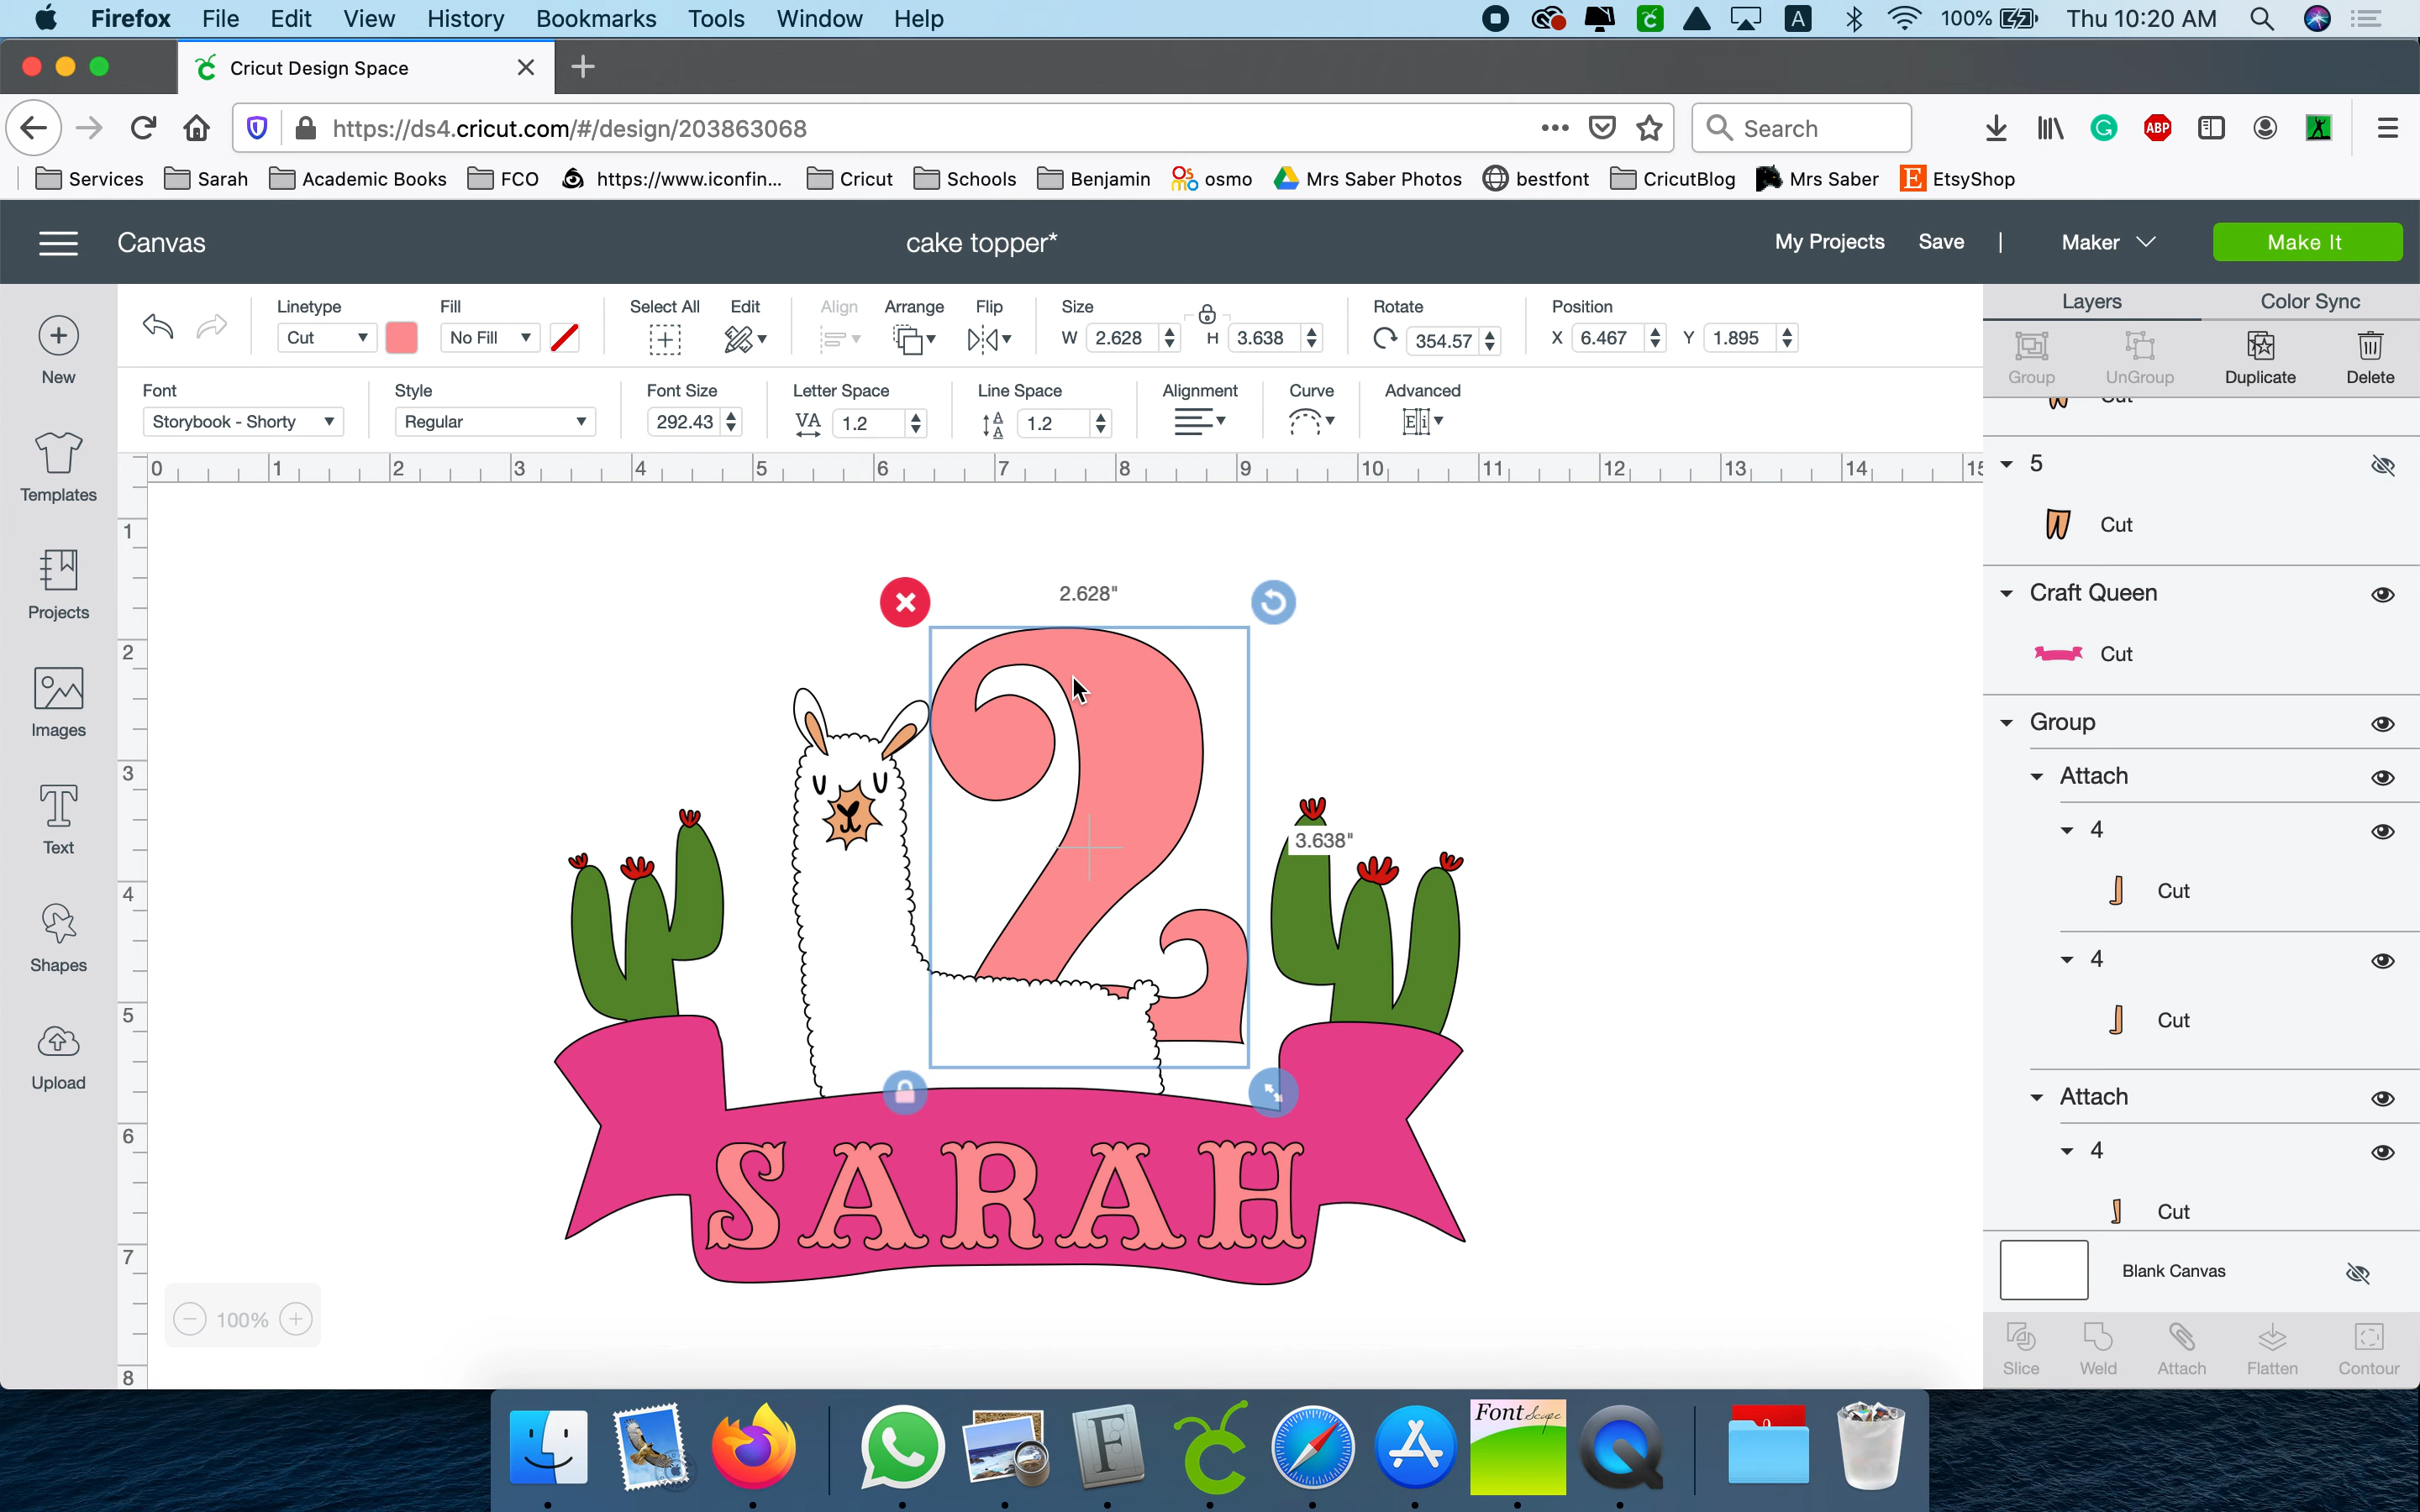 Firefox File Edit View History Bookmarks Tools Window Help 100% Thu 10:20 AM
Cricut Design Space
https://ds4.cricut.com/#/design/203863068 Search ABP
Services Sarah Academic Books FCO https://www.iconfin... Cricut Schools Benjamin osmo Mrs Saber Photos bestfont CricutBlog Mrs Saber EtsyShop
Canvas cake topper* My Projects Save | Maker Make It
Linetype Fill Select All Edit Align Arrange Flip Size Rotate Position
Cut No Fill W 2.628 H 3.638 354.57 X 6.467 Y 1.895
Font Style Font Size Letter Space Line Space Alignment Curve Advanced
Storybook - Shorty Regular 292.43 VA 1.2 1.2
0 1 2 3 4 5 6 7 8 9 10 11 12 13 14 15
1
2
3
4
5
6
7
8
New
Templates
Projects
Images
Text
Shapes
Upload
2.628"
3.638"
2
SARAH
100%
Layers Color Sync
Group UnGroup Duplicate Delete
Cut
5
Cut
Craft Queen
Cut
Group
Attach
4
Cut
4
Cut
Attach
4
Cut
Blank Canvas
Slice Weld Attach Flatten Contour
Font Scape